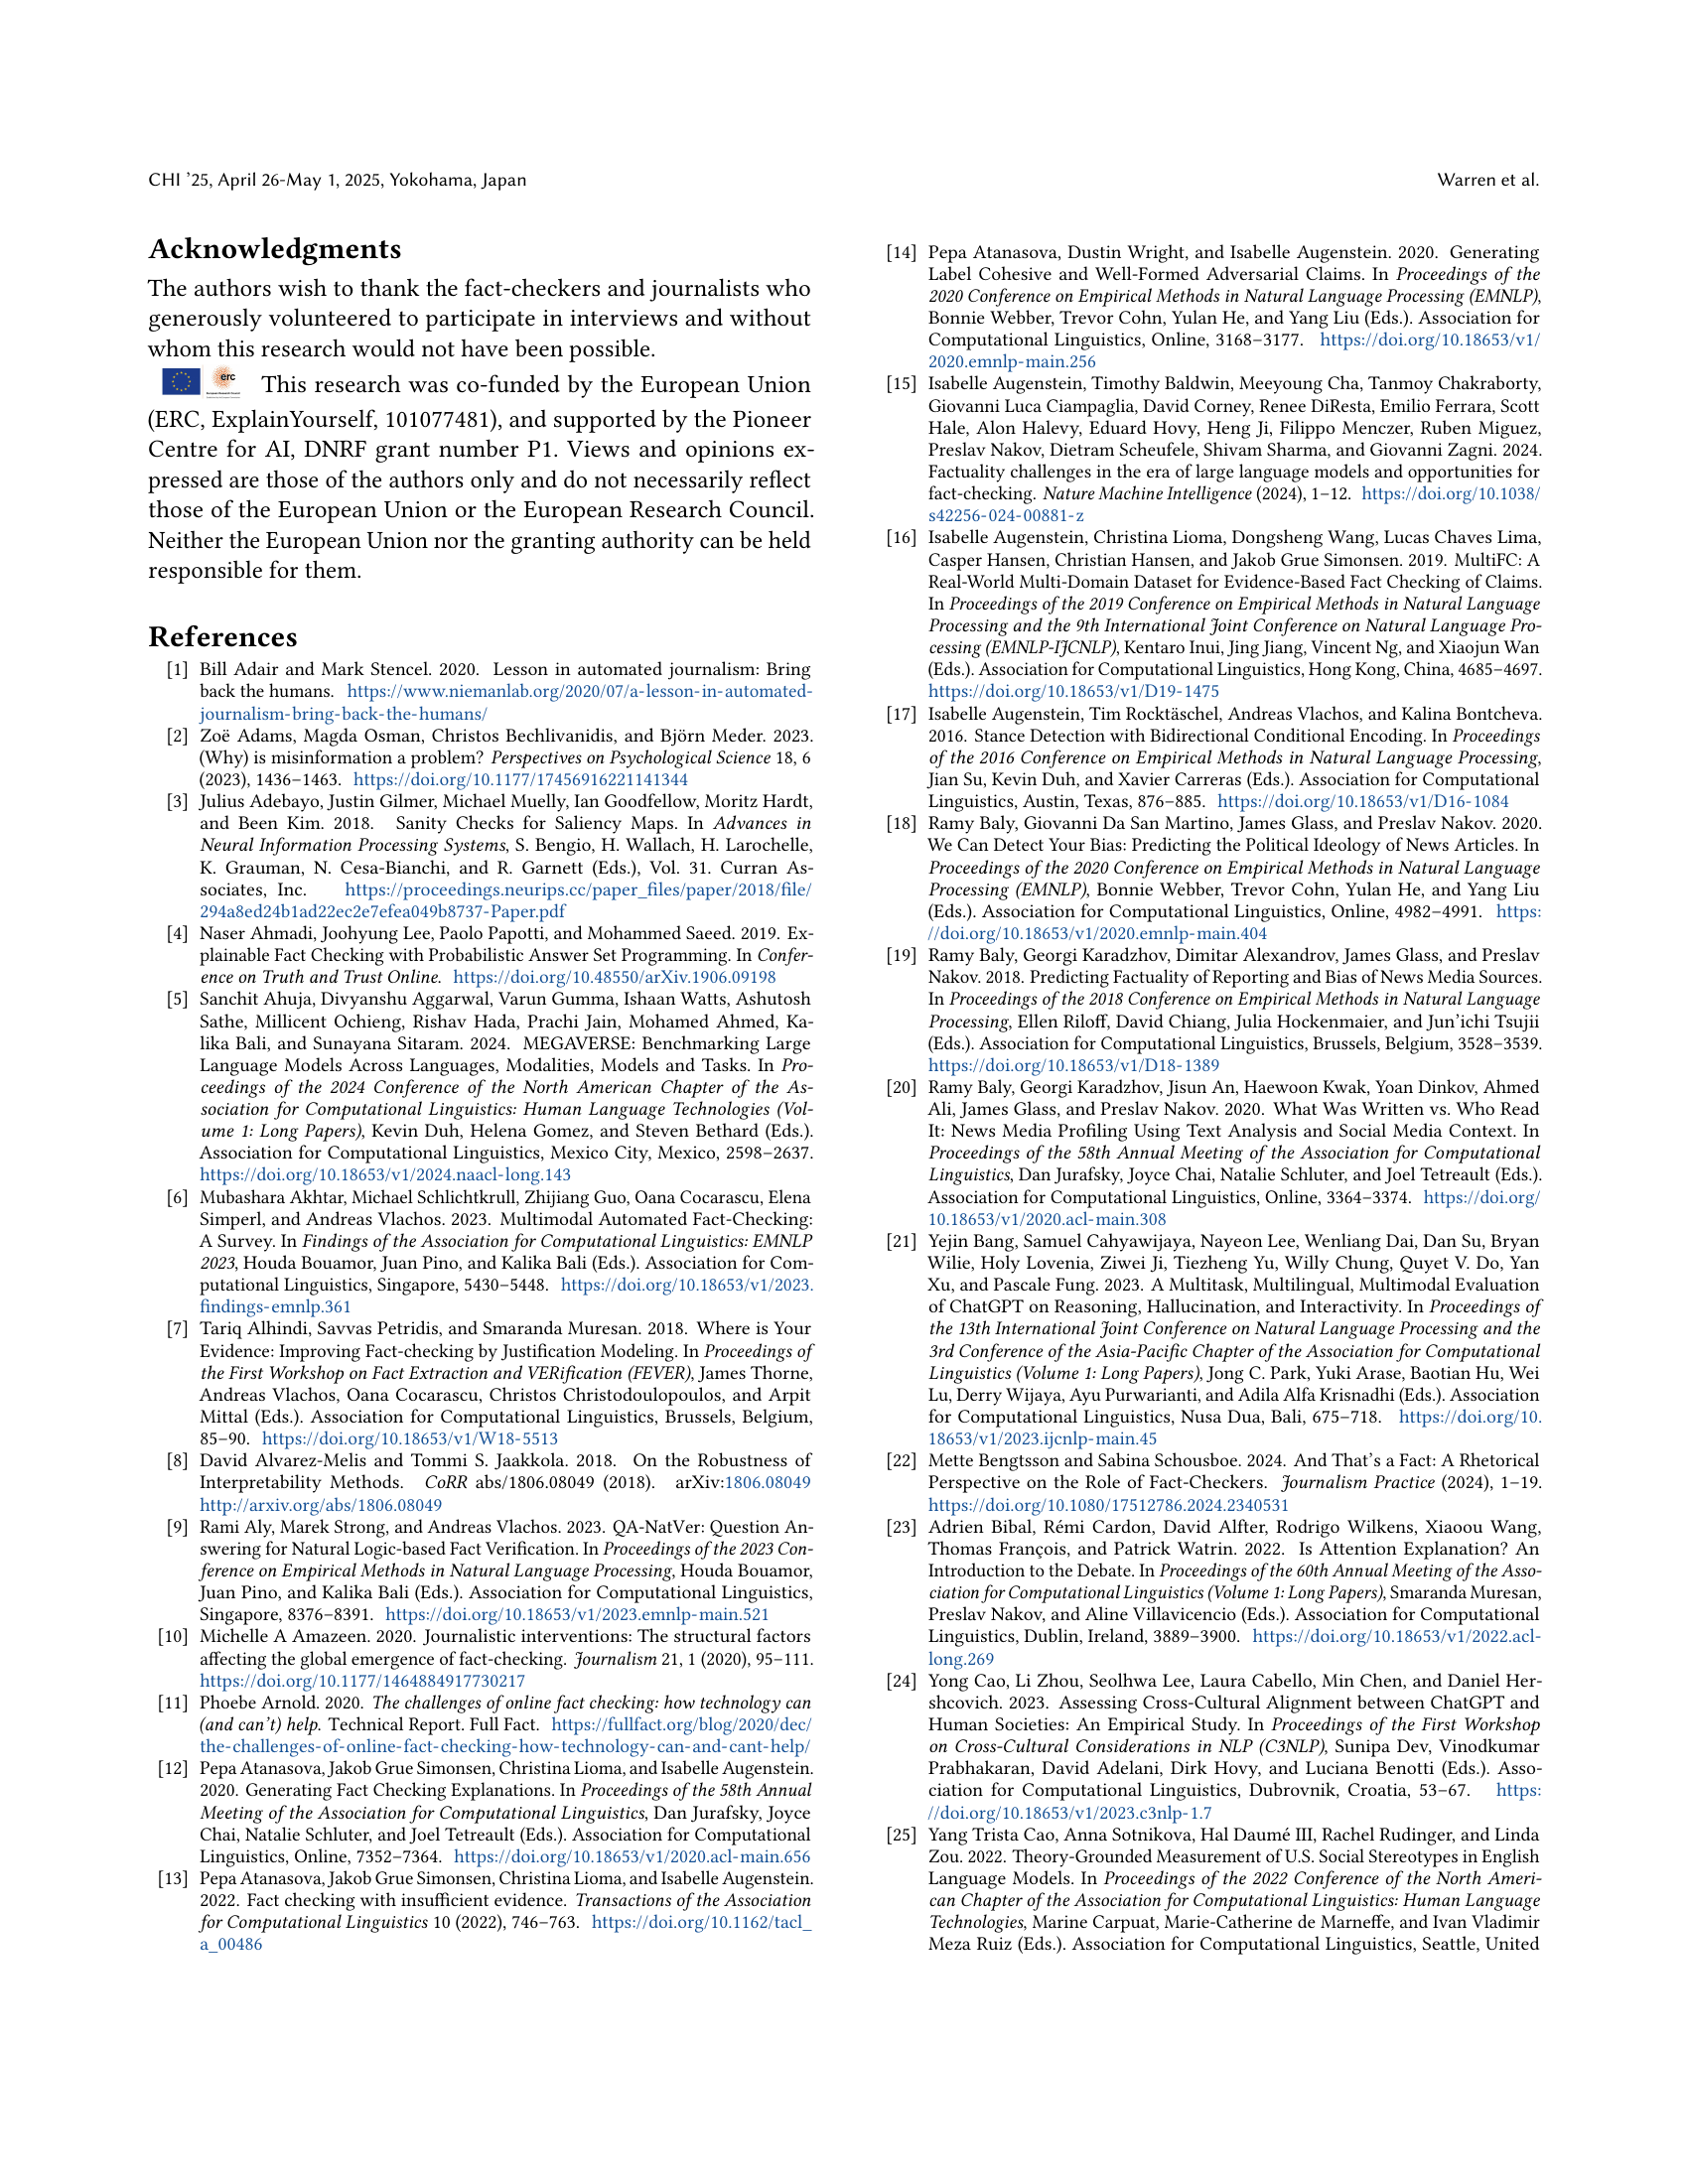 CHI ’25, April 26-May 1, 2025, Yokohama, Japan
Warren et al.
Acknowledgments
The authors wish to thank the fact-checkers and journalists who
generously volunteered to participate in interviews and without
whom this research would not have been possible.
erc
This research was co-funded by the European Union
(ERC, ExplainYourself, 101077481), and supported by the Pioneer
Centre for AI, DNRF grant number P1. Views and opinions ex-
pressed are those of the authors only and do not necessarily reflect
those of the European Union or the European Research Council.
Neither the European Union nor the granting authority can be held
responsible for them.
References
[1] Bill Adair and Mark Stencel. 2020. Lesson in automated journalism: Bring
back the humans. https://www.niemanlab.org/2020/07/a-lesson-in-automated-
journalism-bring-back-the-humans/
[2] Zoë Adams, Magda Osman, Christos Bechlivanidis, and Björn Meder. 2023.
(Why) is misinformation a problem? Perspectives on Psychological Science 18, 6
(2023), 1436–1463. https://doi.org/10.1177/17456916221141344
[3] Julius Adebayo, Justin Gilmer, Michael Muelly, Ian Goodfellow, Moritz Hardt,
and Been Kim. 2018. Sanity Checks for Saliency Maps. In Advances in
Neural Information Processing Systems, S. Bengio, H. Wallach, H. Larochelle,
K. Grauman, N. Cesa-Bianchi, and R. Garnett (Eds.), Vol. 31. Curran As-
sociates, Inc. https://proceedings.neurips.cc/paper_files/paper/2018/file/
294a8ed24b1ad22ec2e7efea049b8737-Paper.pdf
[4] Naser Ahmadi, Joohyung Lee, Paolo Papotti, and Mohammed Saeed. 2019. Ex-
plainable Fact Checking with Probabilistic Answer Set Programming. In Confer-
ence on Truth and Trust Online. https://doi.org/10.48550/arXiv.1906.09198
[5] Sanchit Ahuja, Divyanshu Aggarwal, Varun Gumma, Ishaan Watts, Ashutosh
Sathe, Millicent Ochieng, Rishav Hada, Prachi Jain, Mohamed Ahmed, Ka-
lika Bali, and Sunayana Sitaram. 2024. MEGAVERSE: Benchmarking Large
Language Models Across Languages, Modalities, Models and Tasks. In Pro-
ceedings of the 2024 Conference of the North American Chapter of the As-
sociation for Computational Linguistics: Human Language Technologies (Vol-
ume 1: Long Papers), Kevin Duh, Helena Gomez, and Steven Bethard (Eds.).
Association for Computational Linguistics, Mexico City, Mexico, 2598–2637.
https://doi.org/10.18653/v1/2024.naacl-long.143
[6] Mubashara Akhtar, Michael Schlichtkrull, Zhijiang Guo, Oana Cocarascu, Elena
Simperl, and Andreas Vlachos. 2023. Multimodal Automated Fact-Checking:
A Survey. In Findings of the Association for Computational Linguistics: EMNLP
2023, Houda Bouamor, Juan Pino, and Kalika Bali (Eds.). Association for Com-
putational Linguistics, Singapore, 5430–5448. https://doi.org/10.18653/v1/2023.
findings-emnlp.361
[7] Tariq Alhindi, Savvas Petridis, and Smaranda Muresan. 2018. Where is Your
Evidence: Improving Fact-checking by Justification Modeling. In Proceedings of
the First Workshop on Fact Extraction and VERification (FEVER), James Thorne,
Andreas Vlachos, Oana Cocarascu, Christos Christodoulopoulos, and Arpit
Mittal (Eds.). Association for Computational Linguistics, Brussels, Belgium,
85–90. https://doi.org/10.18653/v1/W18-5513
[8] David Alvarez-Melis and Tommi S. Jaakkola. 2018. On the Robustness of
Interpretability Methods. CoRR abs/1806.08049 (2018). arXiv:1806.08049
http://arxiv.org/abs/1806.08049
[9] Rami Aly, Marek Strong, and Andreas Vlachos. 2023. QA-NatVer: Question An-
swering for Natural Logic-based Fact Verification. In Proceedings of the 2023 Con-
ference on Empirical Methods in Natural Language Processing, Houda Bouamor,
Juan Pino, and Kalika Bali (Eds.). Association for Computational Linguistics,
Singapore, 8376–8391. https://doi.org/10.18653/v1/2023.emnlp-main.521
[10] Michelle A Amazeen. 2020. Journalistic interventions: The structural factors
affecting the global emergence of fact-checking. Journalism 21, 1 (2020), 95–111.
https://doi.org/10.1177/1464884917730217
[11] Phoebe Arnold. 2020. The challenges of online fact checking: how technology can
(and can’t) help. Technical Report. Full Fact. https://fullfact.org/blog/2020/dec/
the-challenges-of-online-fact-checking-how-technology-can-and-cant-help/
[12] Pepa Atanasova, Jakob Grue Simonsen, Christina Lioma, and Isabelle Augenstein.
2020. Generating Fact Checking Explanations. In Proceedings of the 58th Annual
Meeting of the Association for Computational Linguistics, Dan Jurafsky, Joyce
Chai, Natalie Schluter, and Joel Tetreault (Eds.). Association for Computational
Linguistics, Online, 7352–7364. https://doi.org/10.18653/v1/2020.acl-main.656
[13] Pepa Atanasova, Jakob Grue Simonsen, Christina Lioma, and Isabelle Augenstein.
2022. Fact checking with insufficient evidence. Transactions of the Association
for Computational Linguistics 10 (2022), 746–763. https://doi.org/10.1162/tacl_
a_00486
[14] Pepa Atanasova, Dustin Wright, and Isabelle Augenstein. 2020. Generating
Label Cohesive and Well-Formed Adversarial Claims. In Proceedings of the
2020 Conference on Empirical Methods in Natural Language Processing (EMNLP),
Bonnie Webber, Trevor Cohn, Yulan He, and Yang Liu (Eds.). Association for
Computational Linguistics, Online, 3168–3177. https://doi.org/10.18653/v1/
2020.emnlp-main.256
[15] Isabelle Augenstein, Timothy Baldwin, Meeyoung Cha, Tanmoy Chakraborty,
Giovanni Luca Ciampaglia, David Corney, Renee DiResta, Emilio Ferrara, Scott
Hale, Alon Halevy, Eduard Hovy, Heng Ji, Filippo Menczer, Ruben Miguez,
Preslav Nakov, Dietram Scheufele, Shivam Sharma, and Giovanni Zagni. 2024.
Factuality challenges in the era of large language models and opportunities for
fact-checking. Nature Machine Intelligence (2024), 1–12. https://doi.org/10.1038/
s42256-024-00881-z
[16] Isabelle Augenstein, Christina Lioma, Dongsheng Wang, Lucas Chaves Lima,
Casper Hansen, Christian Hansen, and Jakob Grue Simonsen. 2019. MultiFC: A
Real-World Multi-Domain Dataset for Evidence-Based Fact Checking of Claims.
In Proceedings of the 2019 Conference on Empirical Methods in Natural Language
Processing and the 9th International Joint Conference on Natural Language Pro-
cessing (EMNLP-IJCNLP), Kentaro Inui, Jing Jiang, Vincent Ng, and Xiaojun Wan
(Eds.). Association for Computational Linguistics, Hong Kong, China, 4685–4697.
https://doi.org/10.18653/v1/D19-1475
[17] Isabelle Augenstein, Tim Rocktäschel, Andreas Vlachos, and Kalina Bontcheva.
2016. Stance Detection with Bidirectional Conditional Encoding. In Proceedings
of the 2016 Conference on Empirical Methods in Natural Language Processing,
Jian Su, Kevin Duh, and Xavier Carreras (Eds.). Association for Computational
Linguistics, Austin, Texas, 876–885. https://doi.org/10.18653/v1/D16-1084
[18] Ramy Baly, Giovanni Da San Martino, James Glass, and Preslav Nakov. 2020.
We Can Detect Your Bias: Predicting the Political Ideology of News Articles. In
Proceedings of the 2020 Conference on Empirical Methods in Natural Language
Processing (EMNLP), Bonnie Webber, Trevor Cohn, Yulan He, and Yang Liu
(Eds.). Association for Computational Linguistics, Online, 4982–4991. https:
//doi.org/10.18653/v1/2020.emnlp-main.404
[19] Ramy Baly, Georgi Karadzhov, Dimitar Alexandrov, James Glass, and Preslav
Nakov. 2018. Predicting Factuality of Reporting and Bias of News Media Sources.
In Proceedings of the 2018 Conference on Empirical Methods in Natural Language
Processing, Ellen Riloff, David Chiang, Julia Hockenmaier, and Jun’ichi Tsujii
(Eds.). Association for Computational Linguistics, Brussels, Belgium, 3528–3539.
https://doi.org/10.18653/v1/D18-1389
[20] Ramy Baly, Georgi Karadzhov, Jisun An, Haewoon Kwak, Yoan Dinkov, Ahmed
Ali, James Glass, and Preslav Nakov. 2020. What Was Written vs. Who Read
It: News Media Profiling Using Text Analysis and Social Media Context. In
Proceedings of the 58th Annual Meeting of the Association for Computational
Linguistics, Dan Jurafsky, Joyce Chai, Natalie Schluter, and Joel Tetreault (Eds.).
Association for Computational Linguistics, Online, 3364–3374. https://doi.org/
10.18653/v1/2020.acl-main.308
[21] Yejin Bang, Samuel Cahyawijaya, Nayeon Lee, Wenliang Dai, Dan Su, Bryan
Wilie, Holy Lovenia, Ziwei Ji, Tiezheng Yu, Willy Chung, Quyet V. Do, Yan
Xu, and Pascale Fung. 2023. A Multitask, Multilingual, Multimodal Evaluation
of ChatGPT on Reasoning, Hallucination, and Interactivity. In Proceedings of
the 13th International Joint Conference on Natural Language Processing and the
3rd Conference of the Asia-Pacific Chapter of the Association for Computational
Linguistics (Volume 1: Long Papers), Jong C. Park, Yuki Arase, Baotian Hu, Wei
Lu, Derry Wijaya, Ayu Purwarianti, and Adila Alfa Krisnadhi (Eds.). Association
for Computational Linguistics, Nusa Dua, Bali, 675–718. https://doi.org/10.
18653/v1/2023.ijcnlp-main.45
[22] Mette Bengtsson and Sabina Schousboe. 2024. And That’s a Fact: A Rhetorical
Perspective on the Role of Fact-Checkers. Journalism Practice (2024), 1–19.
https://doi.org/10.1080/17512786.2024.2340531
[23] Adrien Bibal, Rémi Cardon, David Alfter, Rodrigo Wilkens, Xiaoou Wang,
Thomas François, and Patrick Watrin. 2022. Is Attention Explanation? An
Introduction to the Debate. In Proceedings of the 60th Annual Meeting of the Asso-
ciation for Computational Linguistics (Volume 1: Long Papers), Smaranda Muresan,
Preslav Nakov, and Aline Villavicencio (Eds.). Association for Computational
Linguistics, Dublin, Ireland, 3889–3900. https://doi.org/10.18653/v1/2022.acl-
long.269
[24] Yong Cao, Li Zhou, Seolhwa Lee, Laura Cabello, Min Chen, and Daniel Her-
shcovich. 2023. Assessing Cross-Cultural Alignment between ChatGPT and
Human Societies: An Empirical Study. In Proceedings of the First Workshop
on Cross-Cultural Considerations in NLP (C3NLP), Sunipa Dev, Vinodkumar
Prabhakaran, David Adelani, Dirk Hovy, and Luciana Benotti (Eds.). Asso-
ciation for Computational Linguistics, Dubrovnik, Croatia, 53–67. https:
//doi.org/10.18653/v1/2023.c3nlp-1.7
[25] Yang Trista Cao, Anna Sotnikova, Hal Daumé III, Rachel Rudinger, and Linda
Zou. 2022. Theory-Grounded Measurement of U.S. Social Stereotypes in English
Language Models. In Proceedings of the 2022 Conference of the North Ameri-
can Chapter of the Association for Computational Linguistics: Human Language
Technologies, Marine Carpuat, Marie-Catherine de Marneffe, and Ivan Vladimir
Meza Ruiz (Eds.). Association for Computational Linguistics, Seattle, United